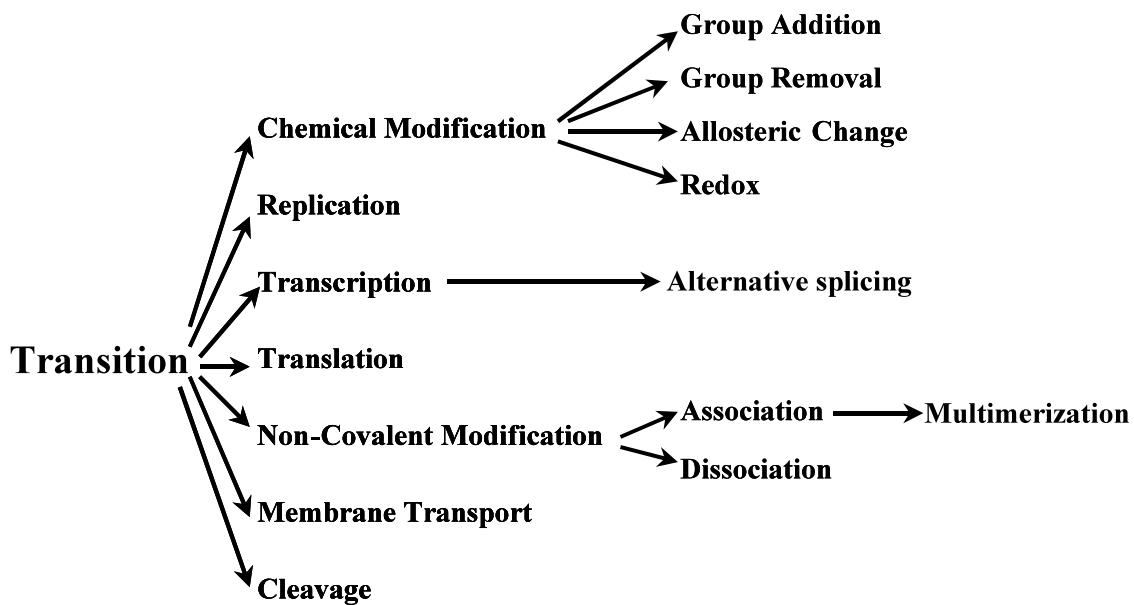 Group Addition
Group Removal
Chemical Modification
Allosteric Change
Redox
Replication
Transcription
Alternative splicing
Transition
Translation
Association
Multimerization
Non-Covalent Modification
Dissociation
Membrane Transport
Cleavage